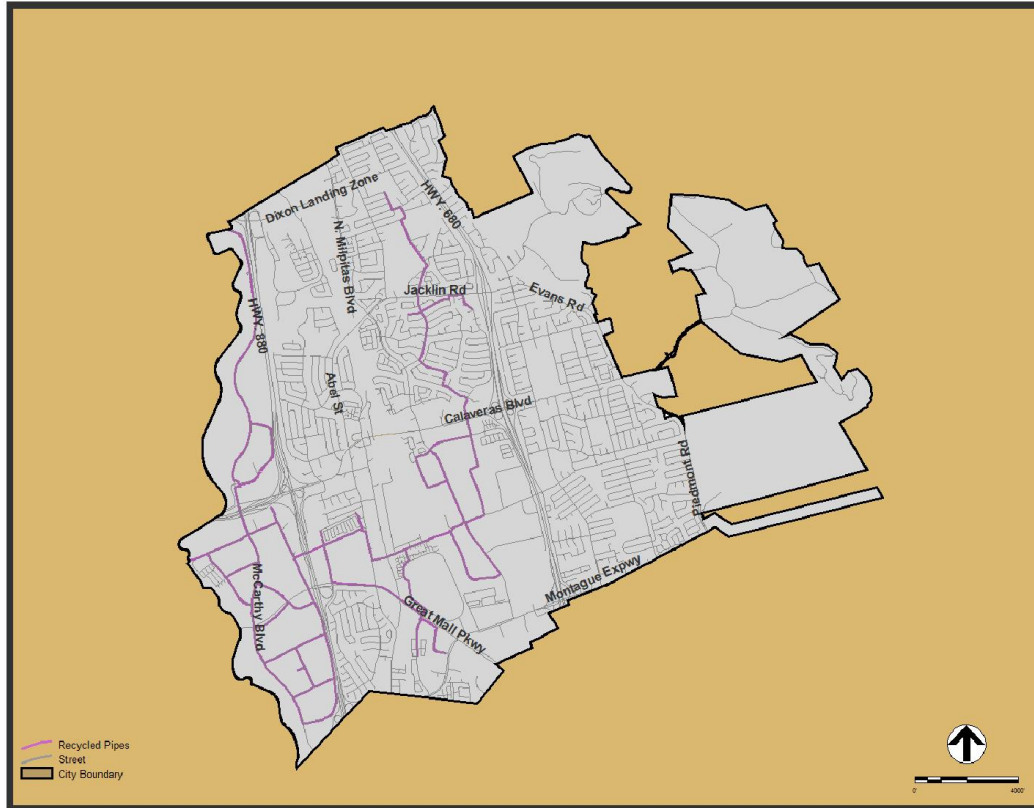 Dixon Landing Zone
HWY. 680
N. Milpitas Blvd
Jacklin Rd
Evans Rd
HWY. 880
Abel St
Calaveras Blvd
Piedmont Rd
McCarthy Blvd
Montague Expwy
Great Mall Pkwy
Recycled Pipes
Street
City Boundary
0'
4900'